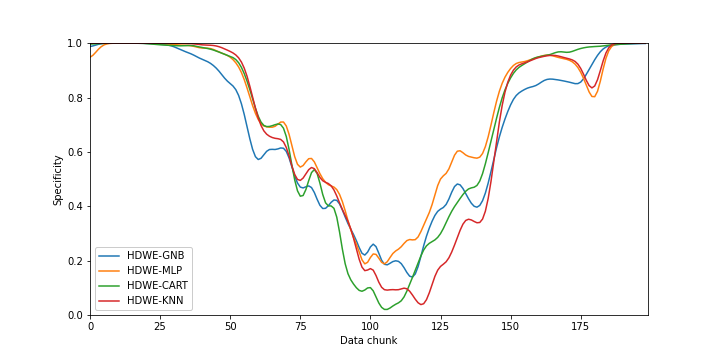 1.0
0.8
0.6
0.4
0.2
0.0
Specificity
HDWE-GNB
HDWE-MLP
HDWE-CART
HDWE-KNN
0 25 50 75 100 125 150 175
Data chunk